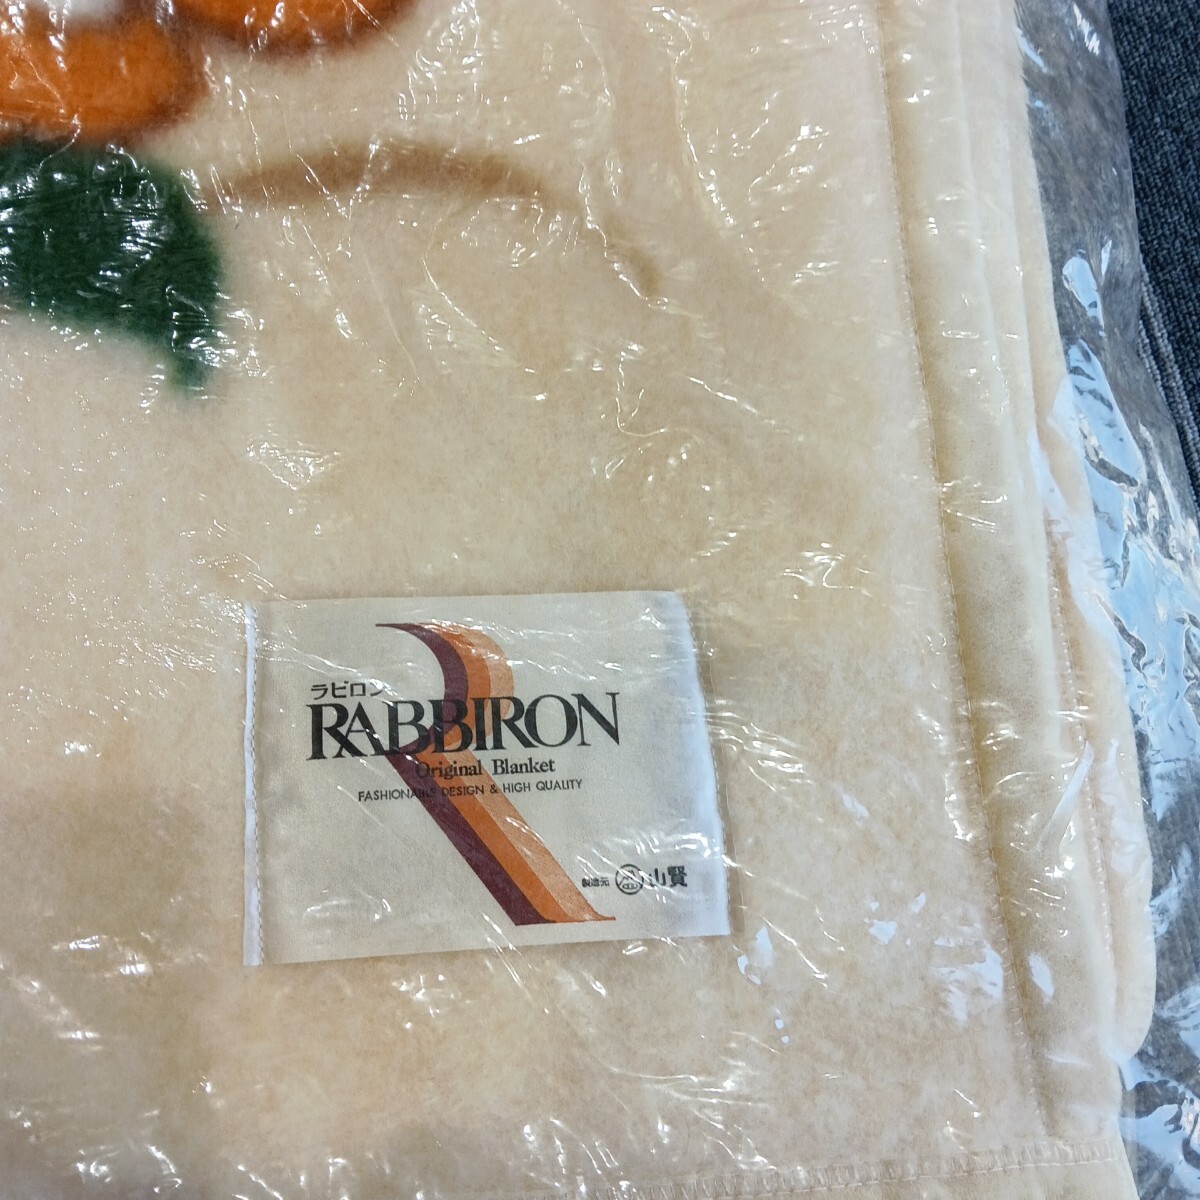 ラビロン
RABBIRON
Original Blanket
FASHIONABLE DESIGN & HIGH QUALITY
製造元 山賢